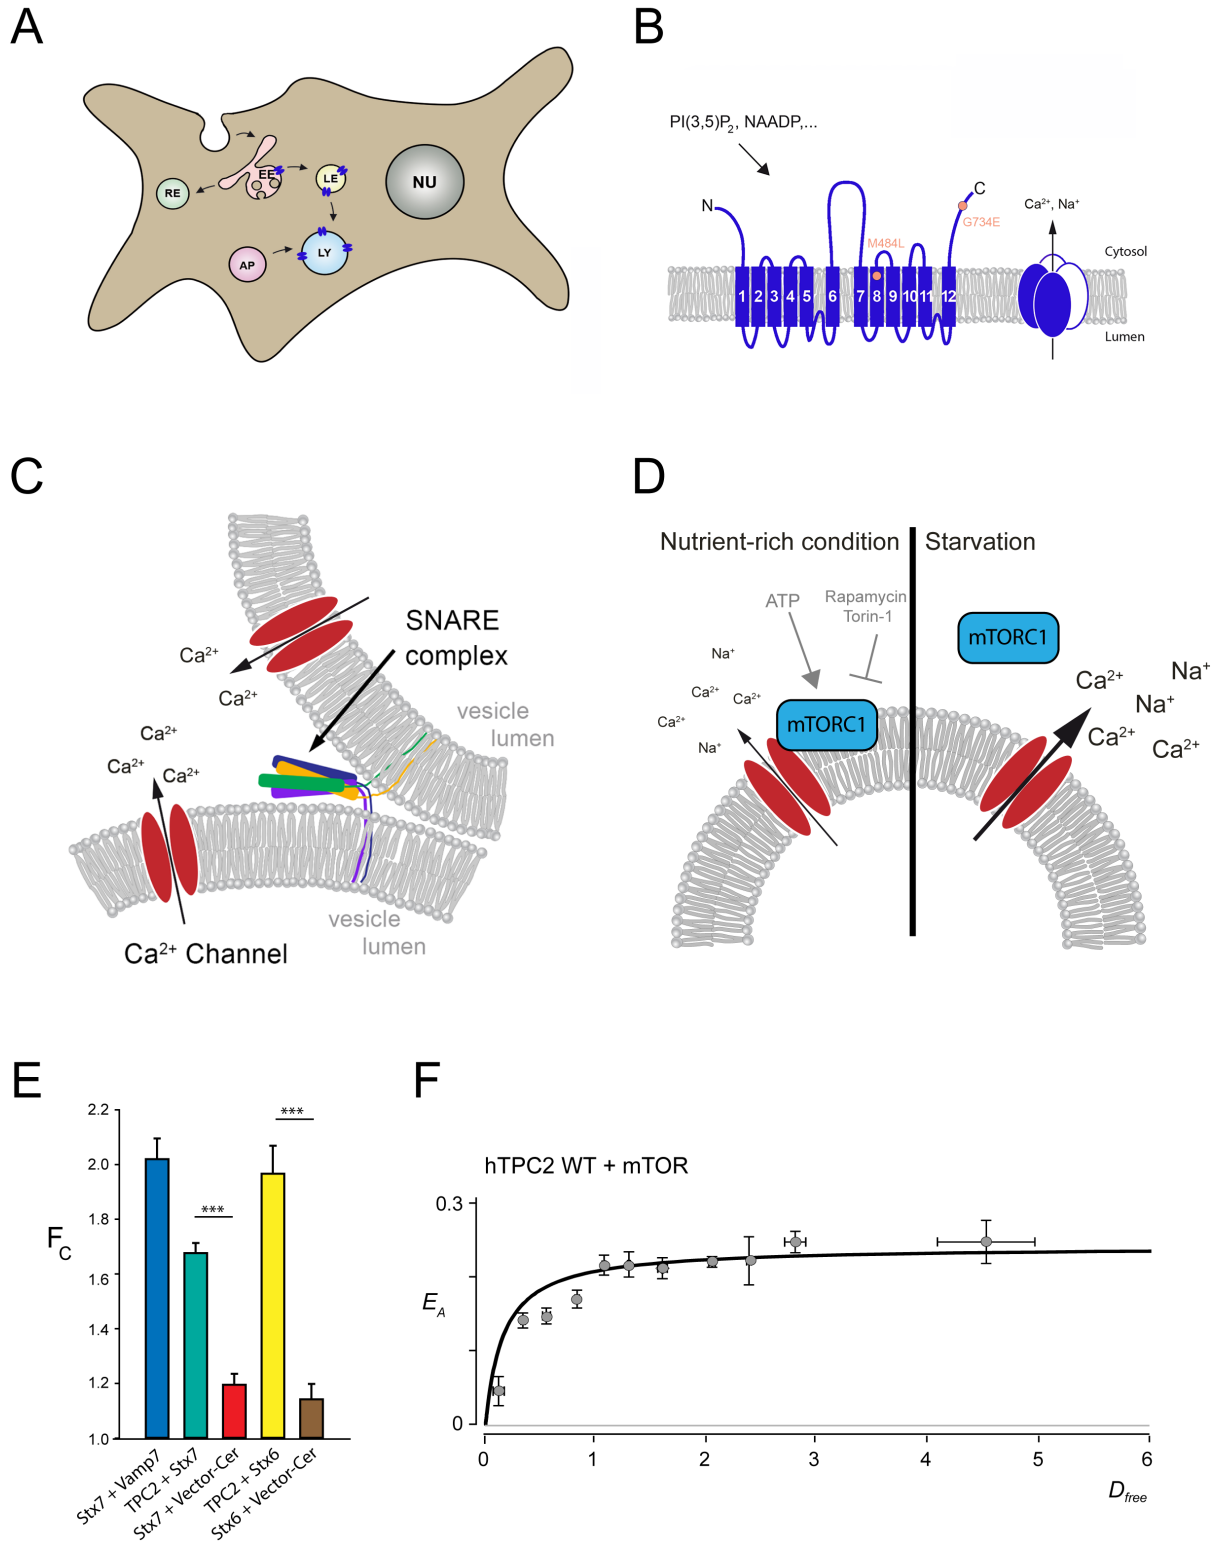 A
EE
LE
RE
NU
LY
AP
B
PI(3,5)P2, NAADP,...
N
C
G734E
M484L
Ca2+, Na+
Cytosol
1 2 3 4 5 6 7 8 9 10 11 12
Lumen
C
SNARE
complex
Ca2+
Ca2+
vesicle
lumen
Ca2+
Ca2+
Ca2+
vesicle
lumen
Ca2+ Channel
D
Nutrient-rich condition
Starvation
ATP
Rapamycin
Torin-1
mTORC1
Na+
Ca2+
Ca2+
Ca2+
Na+
mTORC1
Ca2+
Na+
Na+
Ca2+
Ca2+
E
2.2
2.0
1.8
1.6
1.4
1.2
1.0
FC
***
***
Stx7 + Vamp7
TPC2 + Stx7
Stx7 + Vector-Cer
TPC2 + Stx6
Stx6 + Vector-Cer
F
hTPC2 WT + mTOR
0.3
EA
0
0 1 2 3 4 5 6
Dfree